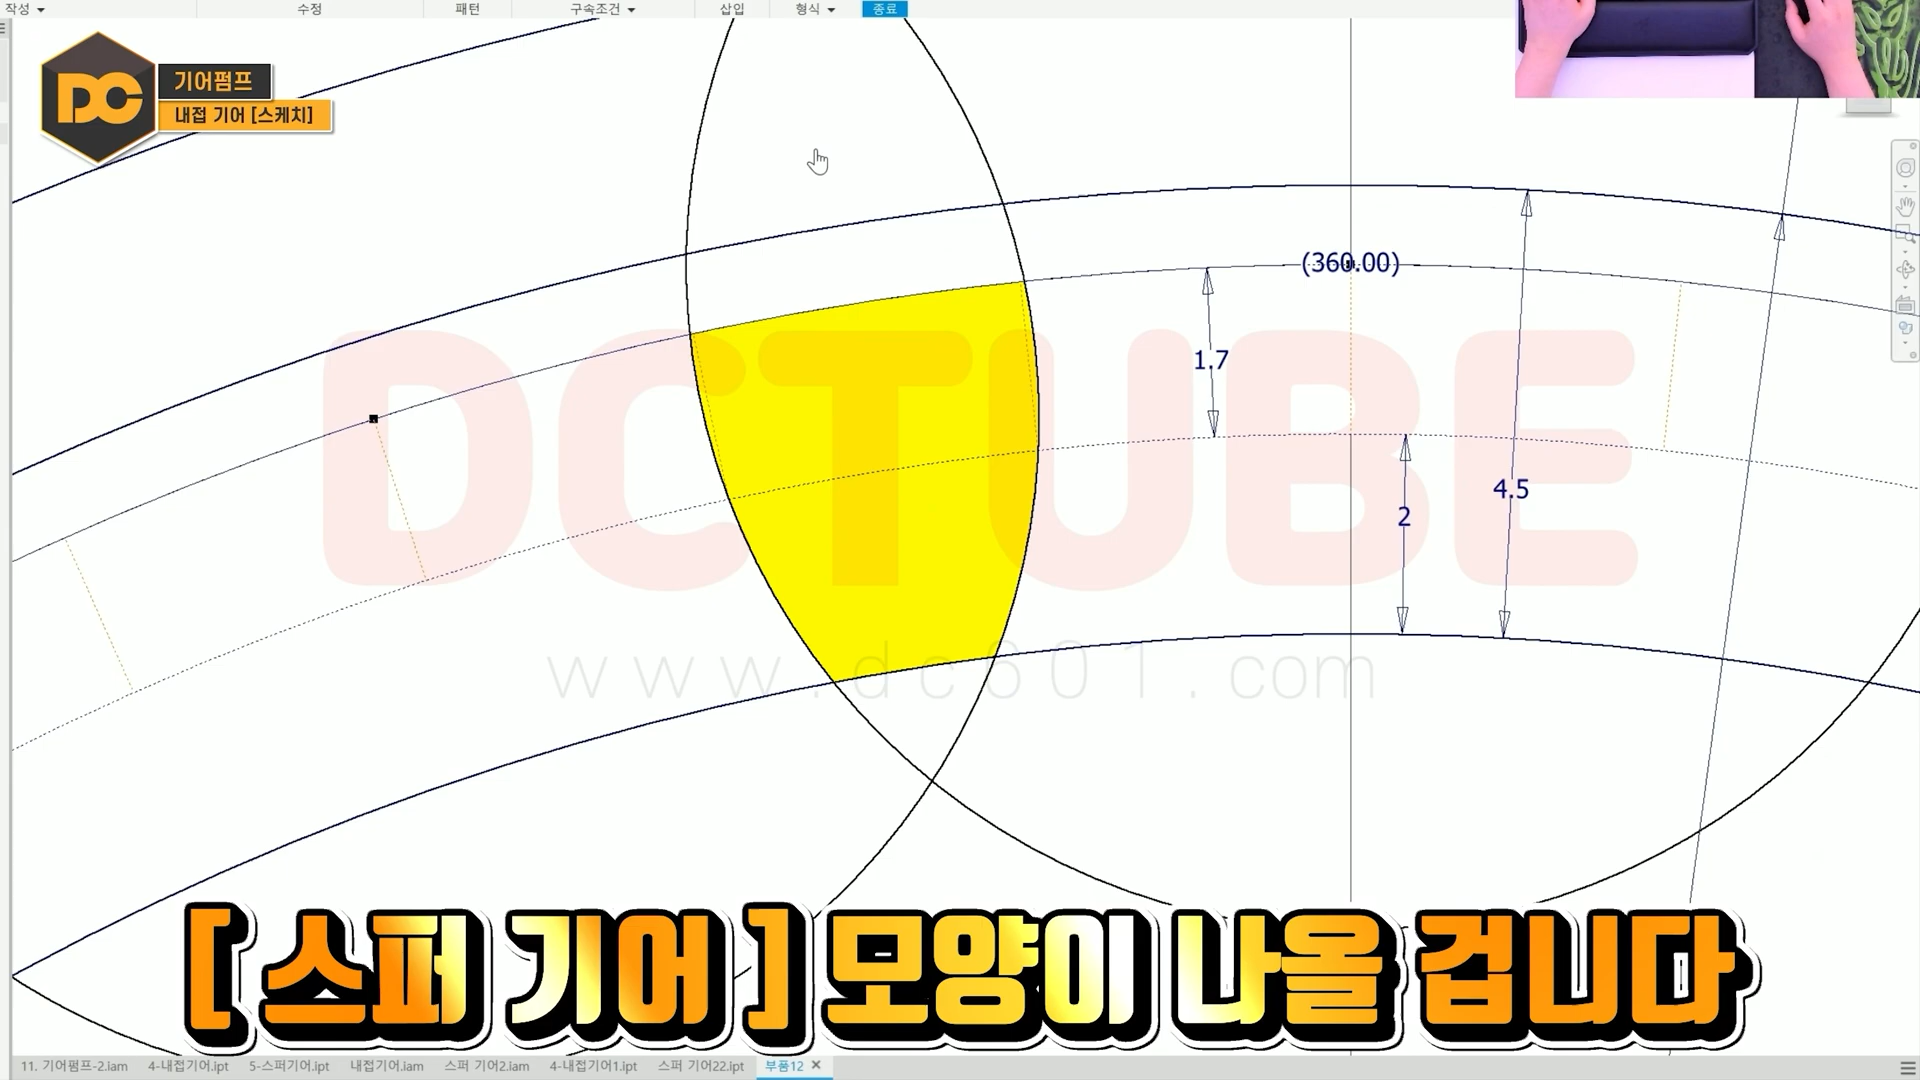 작성 수정 패턴 구속조건 삽입 형식 종료
DC
기어펌프
내접 기어 [스케치]
(360.00)
1.7
4.5
2
DCTUBE
www.dc601.com
[ 스퍼 기어 ] 모양이 나올 겁니다
11. 기어펌프-2.iam 4-내접기어.ipt 5-스퍼기어.ipt 내접기어.iam 스퍼 기어2.iam 4-내접기어1.ipt 스퍼 기어22.ipt 부품12